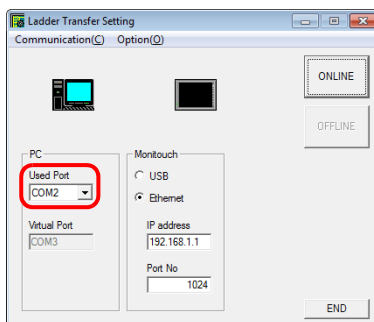 Ladder Transfer Setting
Communication(C) Option(O)
ONLINE
OFFLINE
PC
Used Port
COM2
Virtual Port
COM3
Monitouch
USB
Ethernet
IP address
192.168.1.1
Port No
1024
END